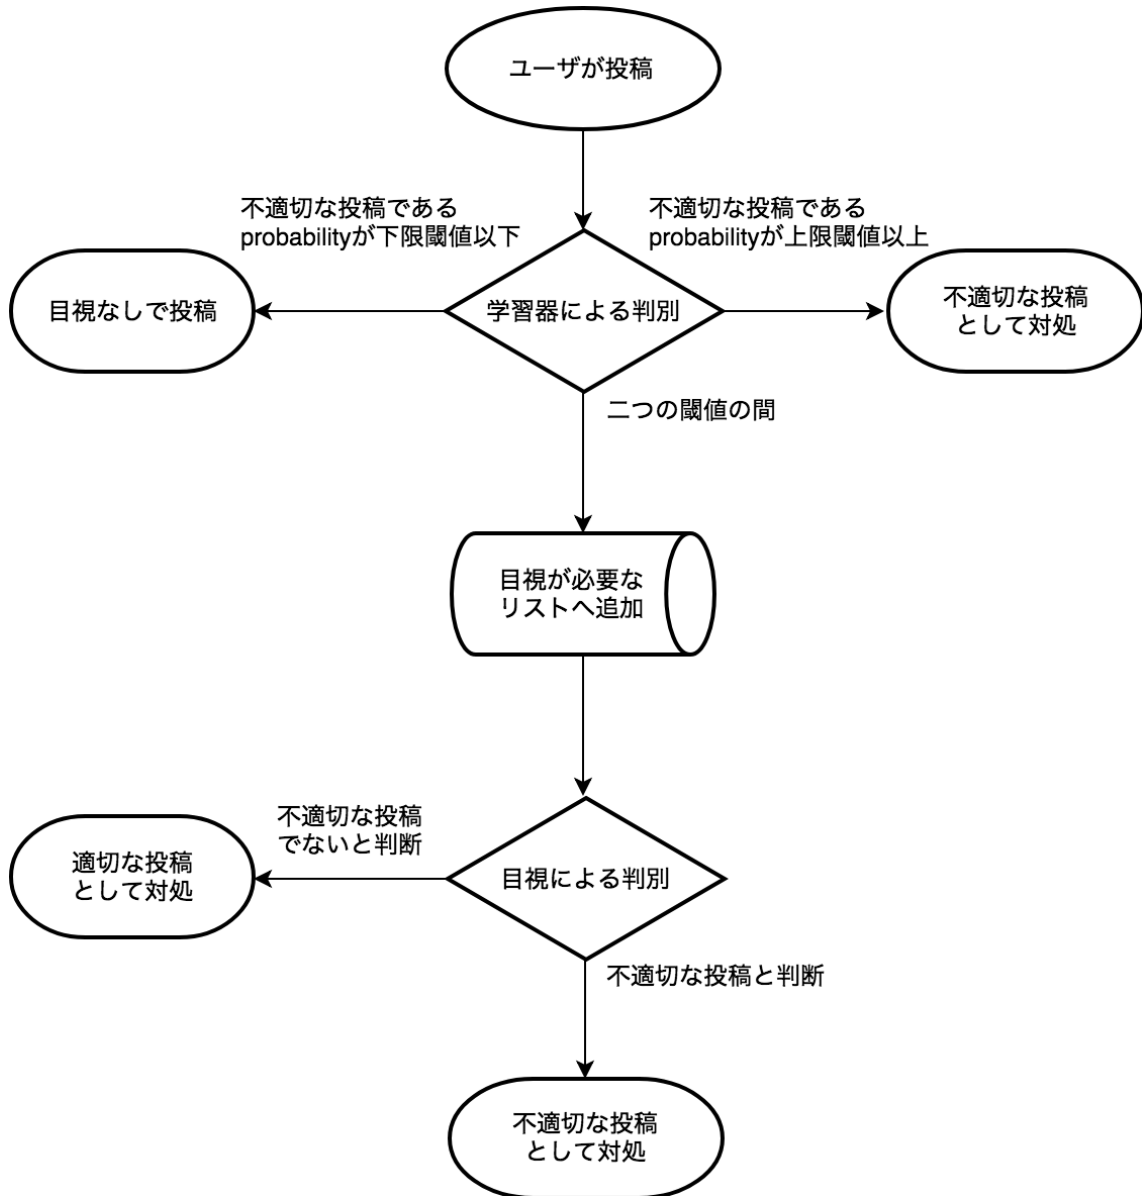 ユーザが投稿
不適切な投稿である
probabilityが下限閾値以下
不適切な投稿である
probabilityが上限閾値以上
目視なしで投稿
学習器による判別
不適切な投稿
として対処
二つの閾値の間
目視が必要な
リストへ追加
不適切な投稿
でないと判断
適切な投稿
として対処
目視による判別
不適切な投稿と判断
不適切な投稿
として対処